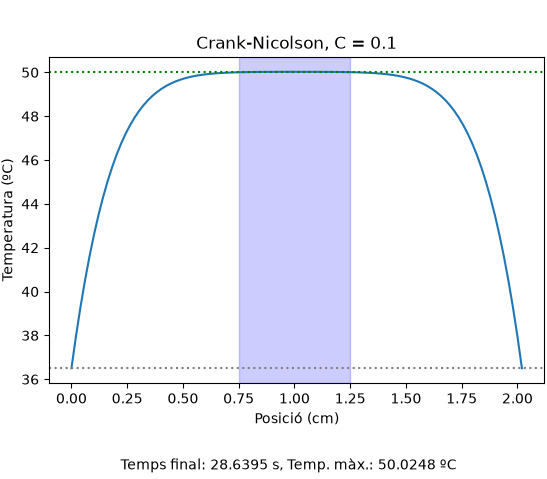 Crank-Nicolson, C = 0.1
Temperatura (ºC)
50
48
46
44
42
40
38
36
0.00 0.25 0.50 0.75 1.00 1.25 1.50 1.75 2.00
Posició (cm)
Temps final: 28.6395 s, Temp. màx.: 50.0248 ºC